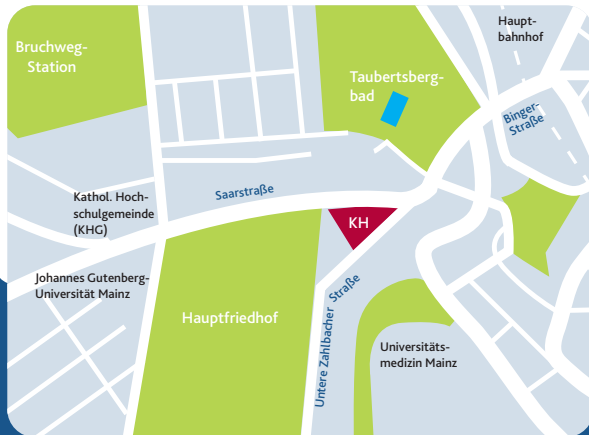 Bruchweg-
Station
Haupt-
bahnhof
Taubertsberg-
bad
Binger-
Straße
Saarstraße
Kathol. Hoch-
schulgemeinde
(KHG)
KH
Johannes Gutenberg-
Universität Mainz
Hauptfriedhof
Untere Zahlbacher Straße
Universitäts-
medizin Mainz